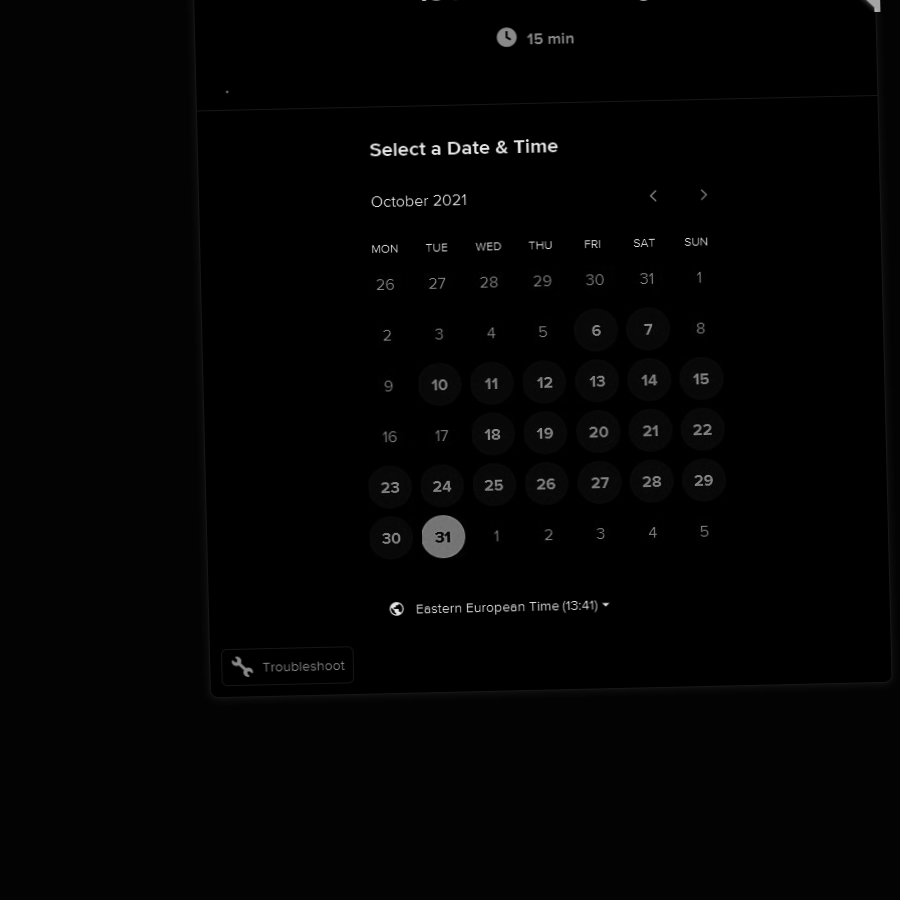 15 min
Select a Date & Time
October 2021
MON TUE WED THU FRI SAT SUN
26 27 28 29 30 31 1
2 3 4 5 6 7 8
9 10 11 12 13 14 15
16 17 18 19 20 21 22
23 24 25 26 27 28 29
30 31 1 2 3 4 5
Eastern European Time (13:41)
Troubleshoot